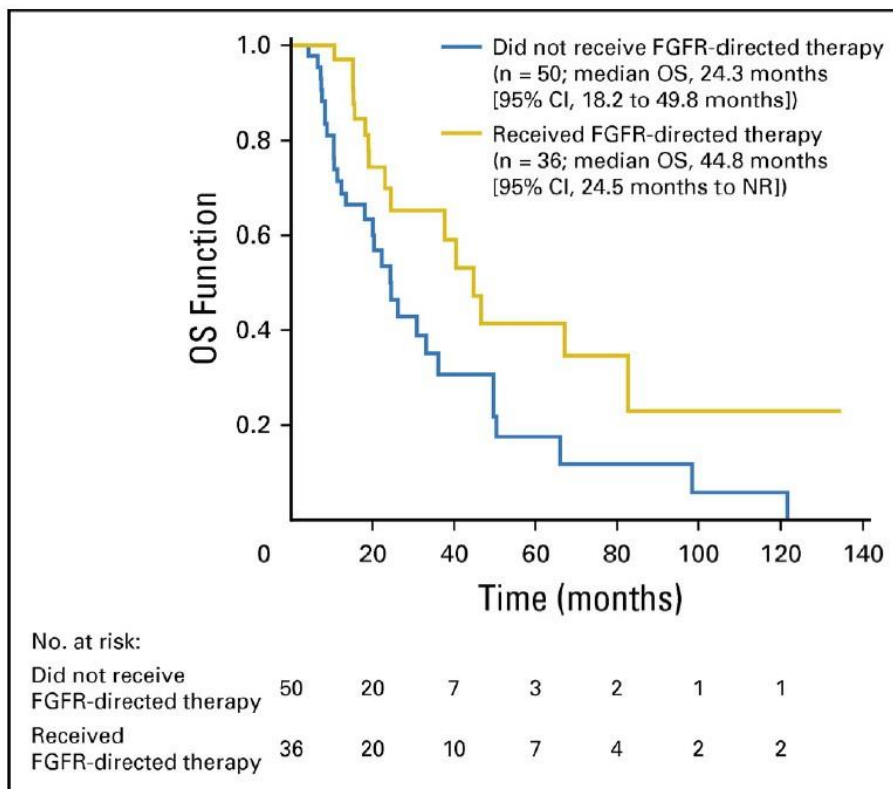 1.0
0.8
0.6
0.4
0.2
OS Function
Did not receive FGFR-directed therapy
(n = 50; median OS, 24.3 months
[95% CI, 18.2 to 49.8 months])
Received FGFR-directed therapy
(n = 36; median OS, 44.8 months
[95% CI, 24.5 months to NR])
0 20 40 60 80 100 120 140
Time (months)
No. at risk:
Did not receive
FGFR-directed therapy 50 20 7 3 2 1 1
Received
FGFR-directed therapy 36 20 10 7 4 2 2